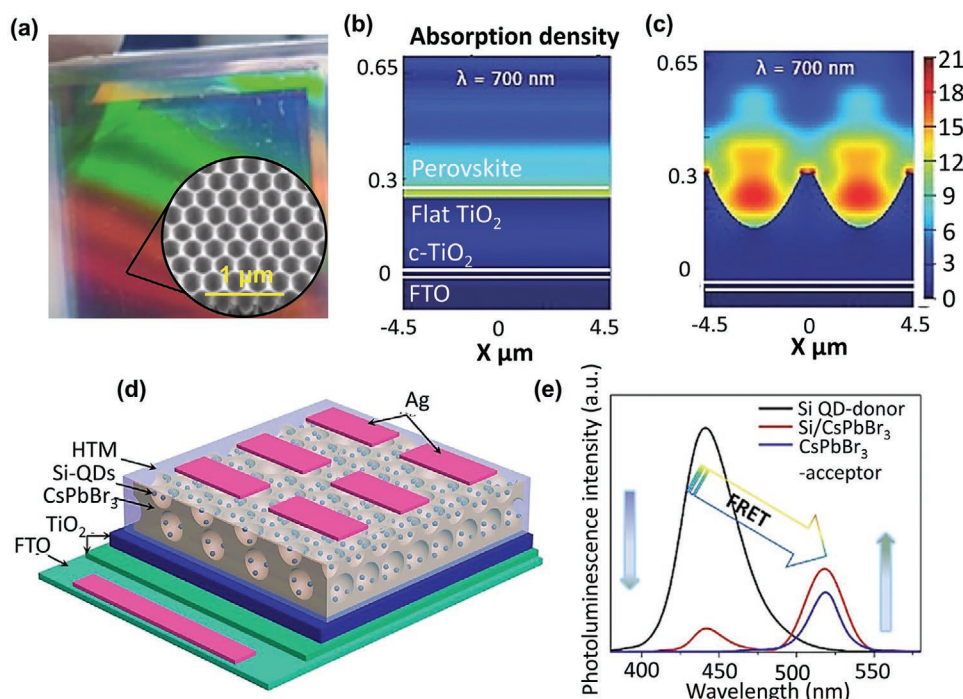 (a)
1 μm
(b)
Absorption density
0.65
λ = 700 nm
Perovskite
0.3
Flat TiO2
c-TiO2
0
FTO
-4.5
0
4.5
X μm
(c)
0.65
λ = 700 nm
0.3
0
-4.5
0
4.5
X μm
21
18
15
12
9
6
3
0
(d)
Ag
HTM
Si-QDs
CsPbBr3
TiO2
FTO
(e)
Photoluminescence intensity (a.u.)
Si QD-donor
Si/CsPbBr3
CsPbBr3
-acceptor
FRET
400
450
500
550
Wavelength (nm)